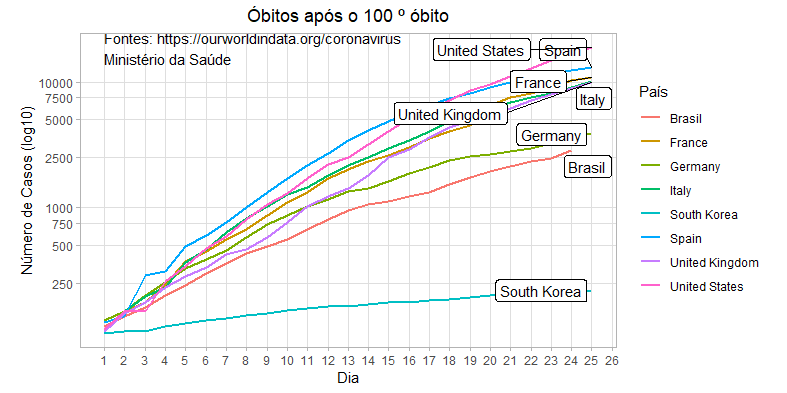 Óbitos após o 100 º óbito
Fontes: https://ourworldindata.org/coronavirus
Ministério da Saúde
United States
Spain
France
Italy
United Kingdom
Germany
Brasil
South Korea
Número de Casos (log10)
10000
7500
5000
2500
1000
750
500
250
1 2 3 4 5 6 7 8 9 10 11 12 13 14 15 16 17 18 19 20 21 22 23 24 25 26
Dia
País
Brasil
France
Germany
Italy
South Korea
Spain
United Kingdom
United States